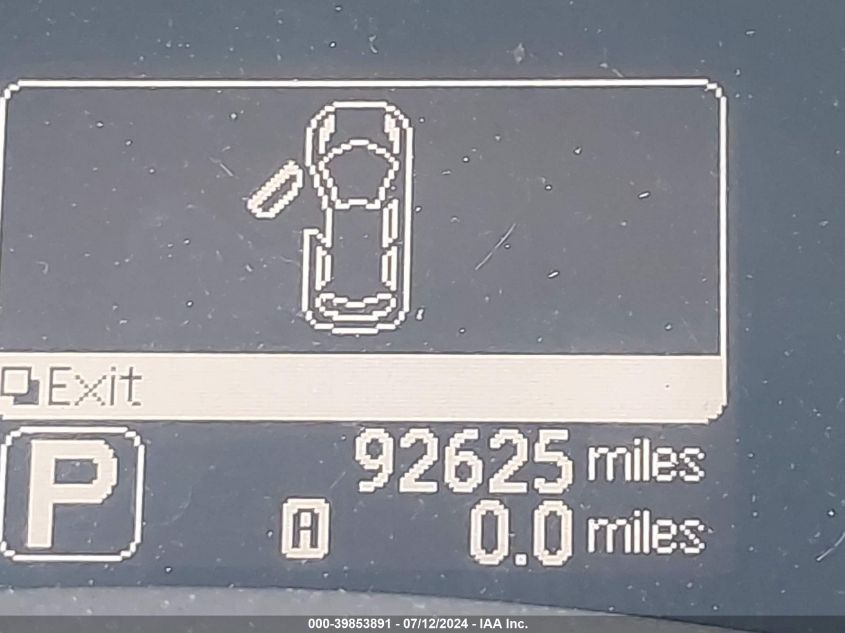 Exit
P 92625 miles
A 0.0 miles
000-39853891 - 07/12/2024 - IAA Inc.